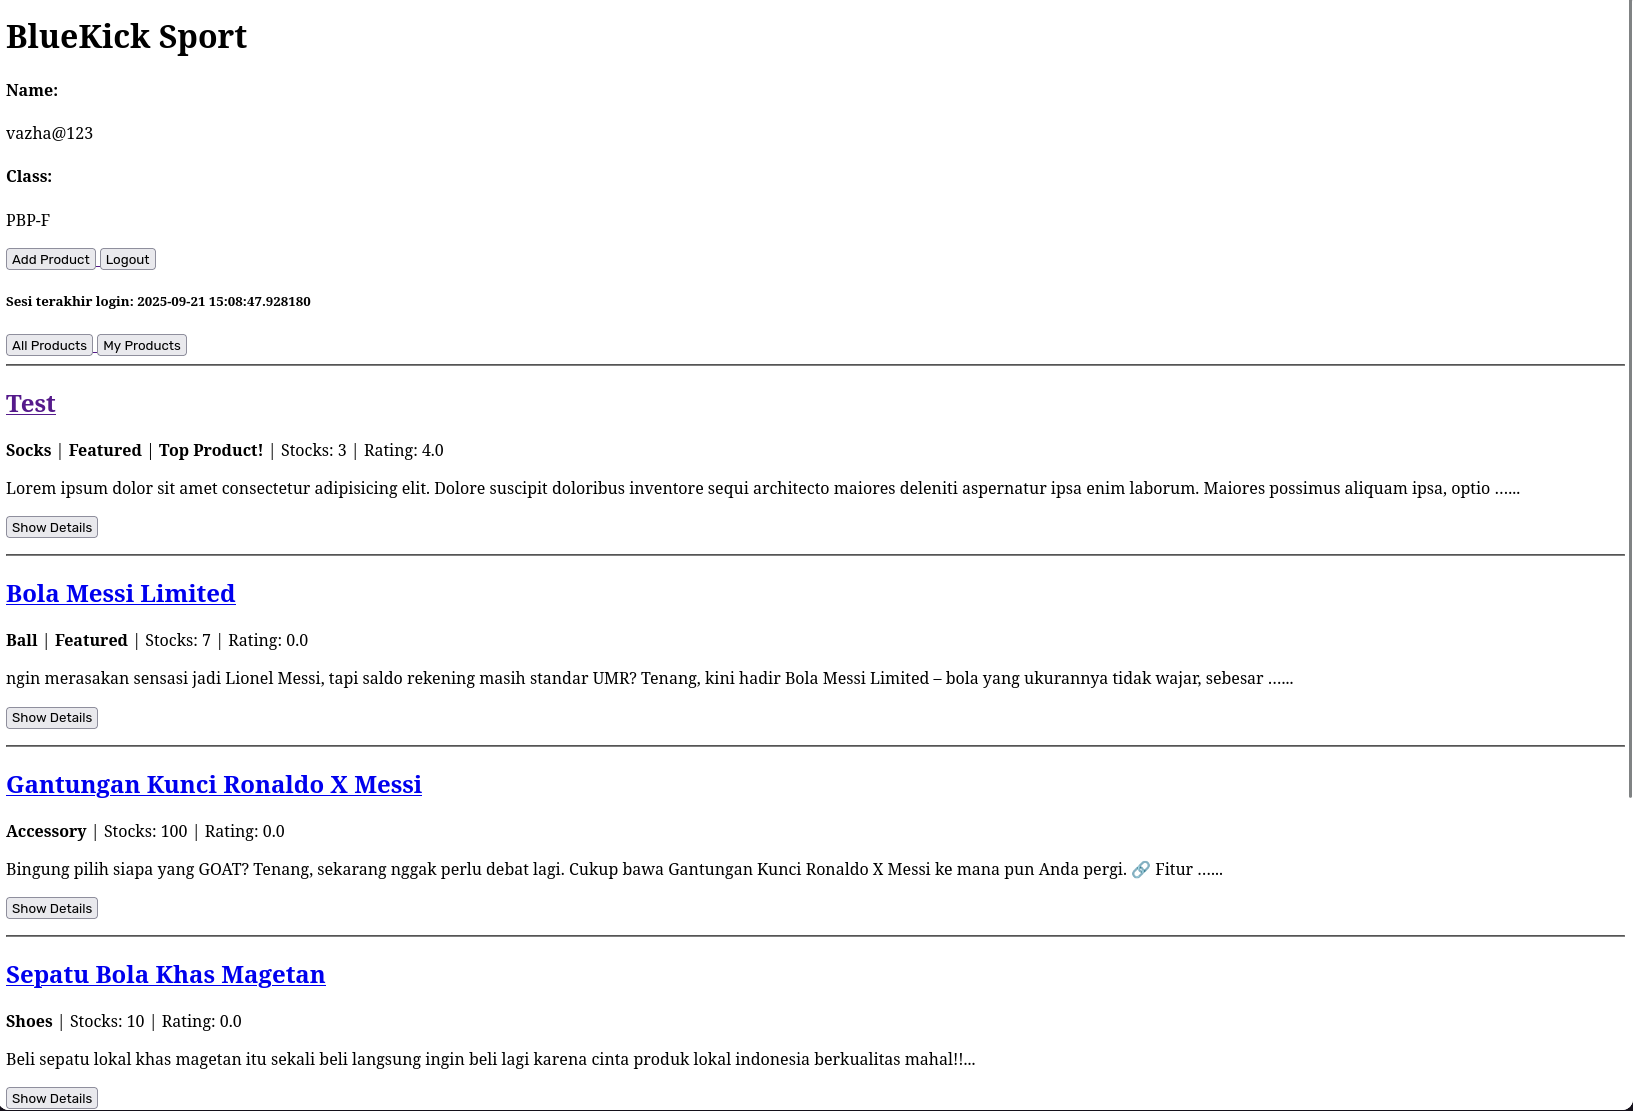 BlueKick Sport
Name:
vazha@123
Class:
PBP-F
Add Product Logout
Sesi terakhir login: 2025-09-21 15:08:47.928180
All Products My Products
Test
Socks | Featured | Top Product! | Stocks: 3 | Rating: 4.0
Lorem ipsum dolor sit amet consectetur adipisicing elit. Dolore suscipit doloribus inventore sequi architecto maiores deleniti aspernatur ipsa enim laborum. Maiores possimus aliquam ipsa, optio …...
Show Details
Bola Messi Limited
Ball | Featured | Stocks: 7 | Rating: 0.0
ngin merasakan sensasi jadi Lionel Messi, tapi saldo rekening masih standar UMR? Tenang, kini hadir Bola Messi Limited – bola yang ukurannya tidak wajar, sebesar …...
Show Details
Gantungan Kunci Ronaldo X Messi
Accessory | Stocks: 100 | Rating: 0.0
Bingung pilih siapa yang GOAT? Tenang, sekarang nggak perlu debat lagi. Cukup bawa Gantungan Kunci Ronaldo X Messi ke mana pun Anda pergi. 🔗 Fitur …...
Show Details
Sepatu Bola Khas Magetan
Shoes | Stocks: 10 | Rating: 0.0
Beli sepatu lokal khas magetan itu sekali beli langsung ingin beli lagi karena cinta produk lokal indonesia berkualitas mahal!!...
Show Details